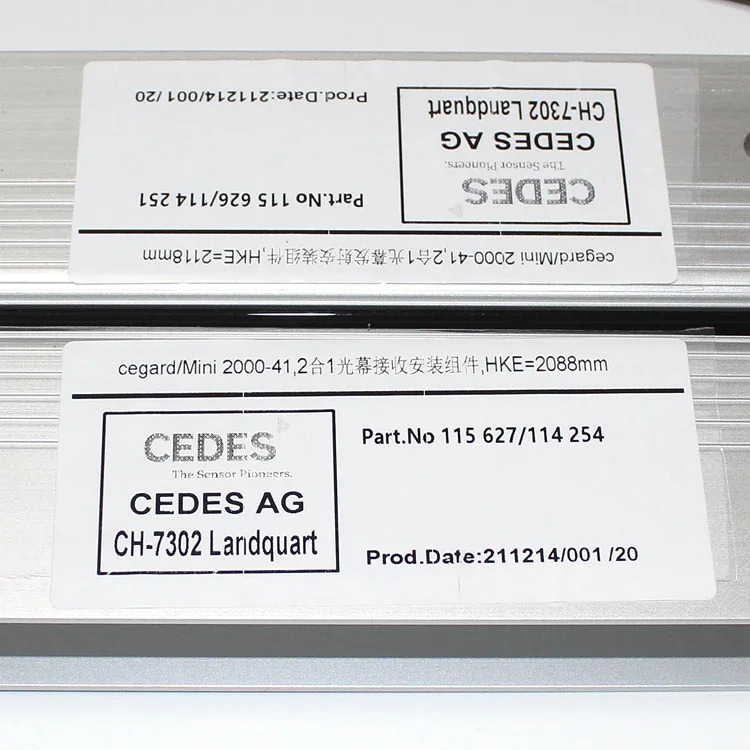 cegard/Mini 2000-41,2合1光幕发射安装组件,HKE=2118mm
CEDES
The Sensor Pioneers.
CEDES AG
CH-7302 Landquart
Part.No 115 626/114 251
Prod.Date:211214/001/20
cegard/Mini 2000-41,2合1光幕接收安装组件,HKE=2088mm
CEDES
The Sensor Pioneers.
CEDES AG
CH-7302 Landquart
Part.No 115 627/114 254
Prod.Date:211214/001/20